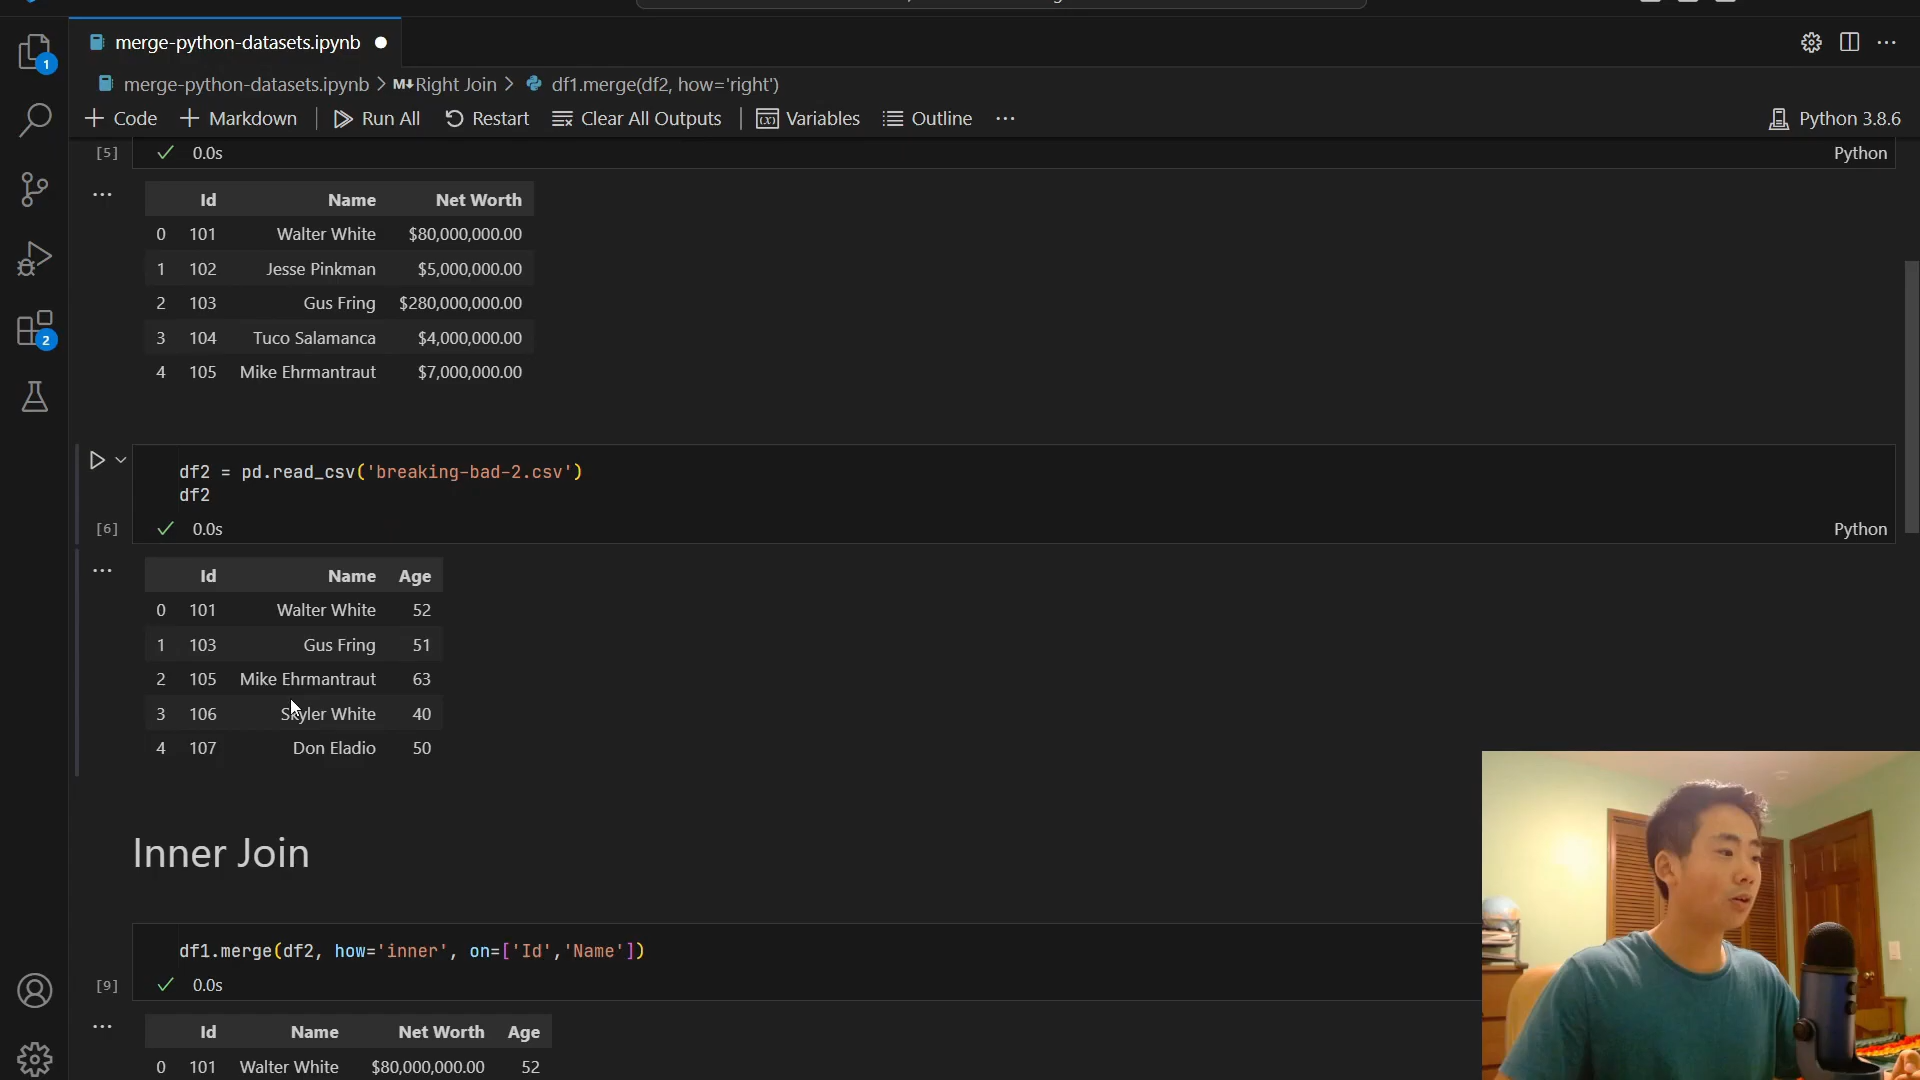 1
merge-python-datasets.ipynb
merge-python-datasets.ipynb > M↓ Right Join > df1.merge(df2, how='right')
+ Code + Markdown Run All Restart Clear All Outputs Variables Outline ... Python 3.8.6
[5] 0.0s Python
... Id Name Net Worth
0 101 Walter White $80,000,000.00
1 102 Jesse Pinkman $5,000,000.00
2 103 Gus Fring $280,000,000.00
2
3 104 Tuco Salamanca $4,000,000.00
4 105 Mike Ehrmantraut $7,000,000.00
df2 = pd.read_csv('breaking-bad-2.csv')
df2
[6] 0.0s Python
... Id Name Age
0 101 Walter White 52
1 103 Gus Fring 51
2 105 Mike Ehrmantraut 63
3 106 Skyler White 40
4 107 Don Eladio 50
Inner Join
df1.merge(df2, how='inner', on=['Id','Name'])
[9] 0.0s
... Id Name Net Worth Age
0 101 Walter White $80,000,000.00 52